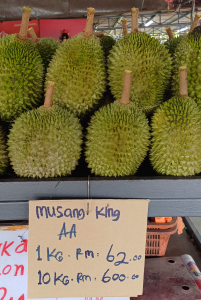 Musang King
AA
1 KG. RM. 62.00
10 KG. RM. 600.00